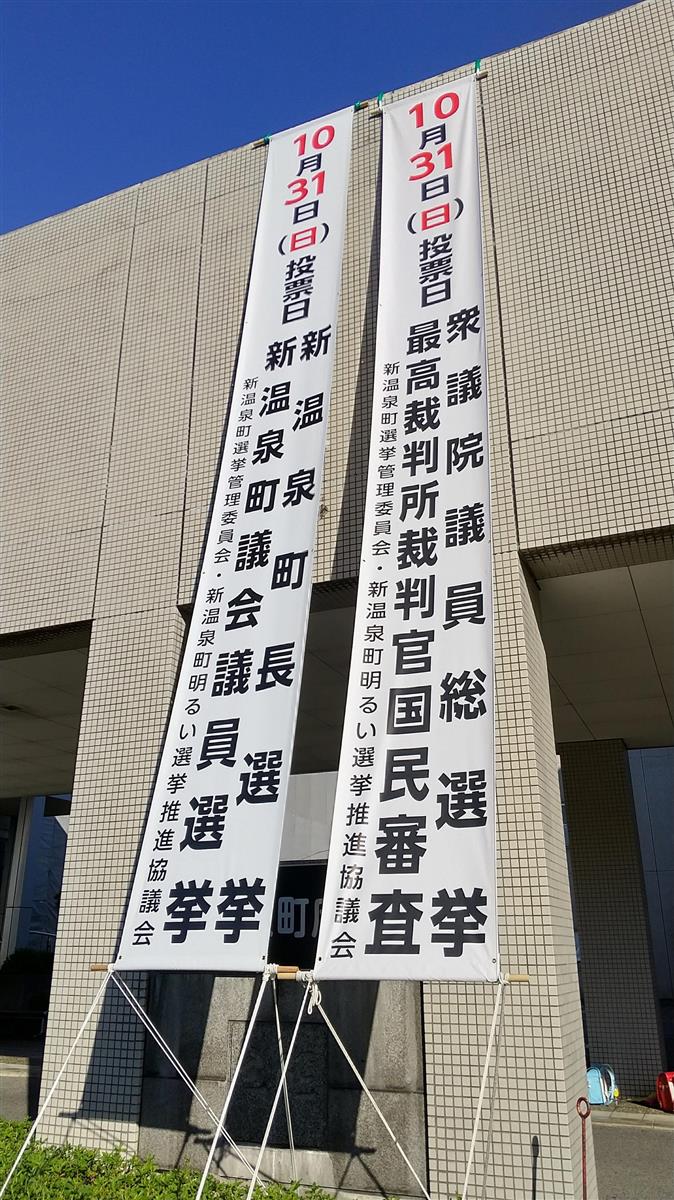 10月31日(日)投票日
衆議院議員総選挙
最高裁判所裁判官国民審査
新温泉町選挙管理委員会・新温泉町明るい選挙推進協議会
10月31日(日)投票日
新温泉町長選挙
新温泉町議会議員選挙
新温泉町選挙管理委員会・新温泉町明るい選挙推進協議会
町